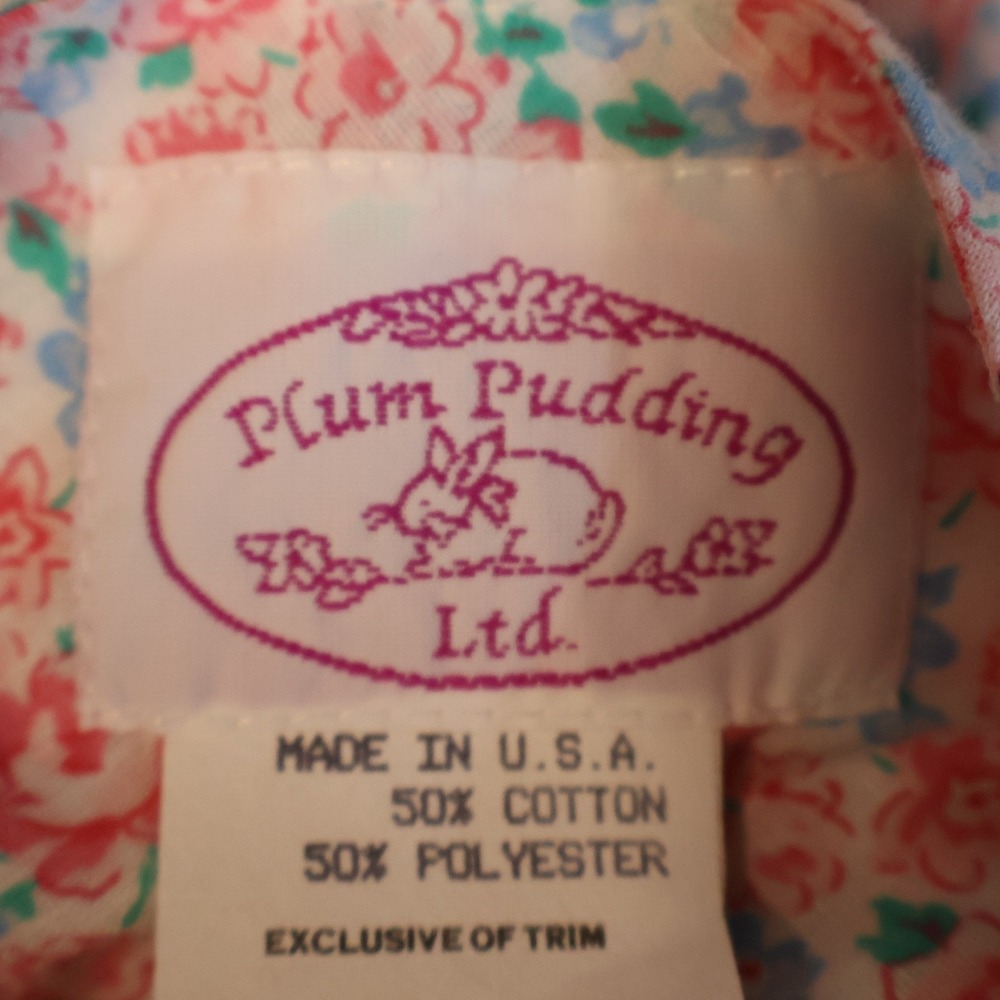 Plum Pudding
Ltd.
MADE IN U.S.A.
50% COTTON
50% POLYESTER
EXCLUSIVE OF TRIM